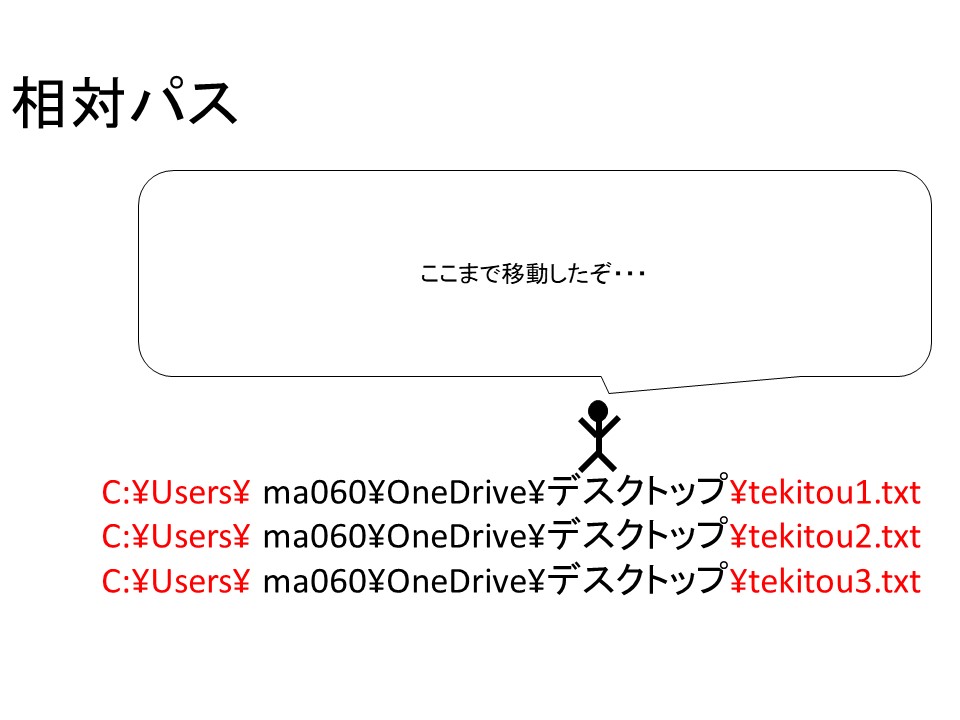 相対パス
ここまで移動したぞ・・・
C:¥Users¥ ma060¥OneDrive¥デスクトップ¥tekitou1.txt
C:¥Users¥ ma060¥OneDrive¥デスクトップ¥tekitou2.txt
C:¥Users¥ ma060¥OneDrive¥デスクトップ¥tekitou3.txt